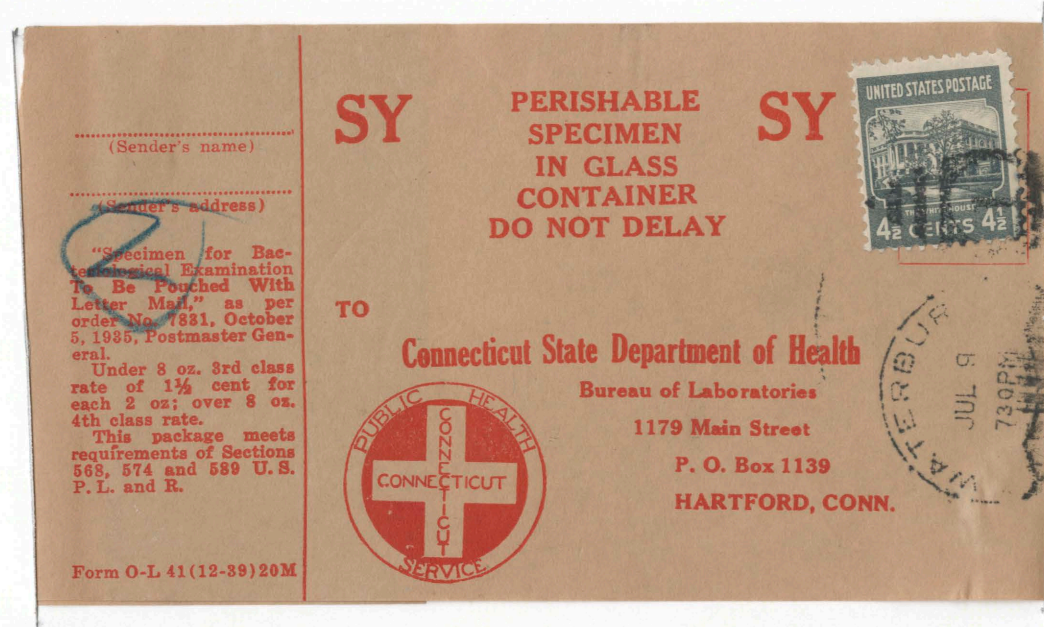 (Sender's name)
(Sender's address)
2
"Specimen for Bac-
teriological Examination
To Be Pouched With
Letter Mail," as per
order No. 7881, October
5, 1935, Postmaster Gen-
eral.
Under 8 oz. 3rd class
rate of 1½ cent for
each 2 oz; over 8 oz.
4th class rate.
This package meets
requirements of Sections
568, 574 and 589 U. S.
P. L. and R.
Form O-L 41(12-39)20M
SY
PERISHABLE
SPECIMEN
IN GLASS
CONTAINER
DO NOT DELAY
SY
UNITED STATES POSTAGE
THE WHITE HOUSE
4½ CENTS 4½
TO
Connecticut State Department of Health
Bureau of Laboratories
1179 Main Street
P. O. Box 1139
HARTFORD, CONN.
PUBLIC HEALTH
CONNECTICUT
CONNECTICUT
SERVICE
WATERBUR
JUL 9
730PM